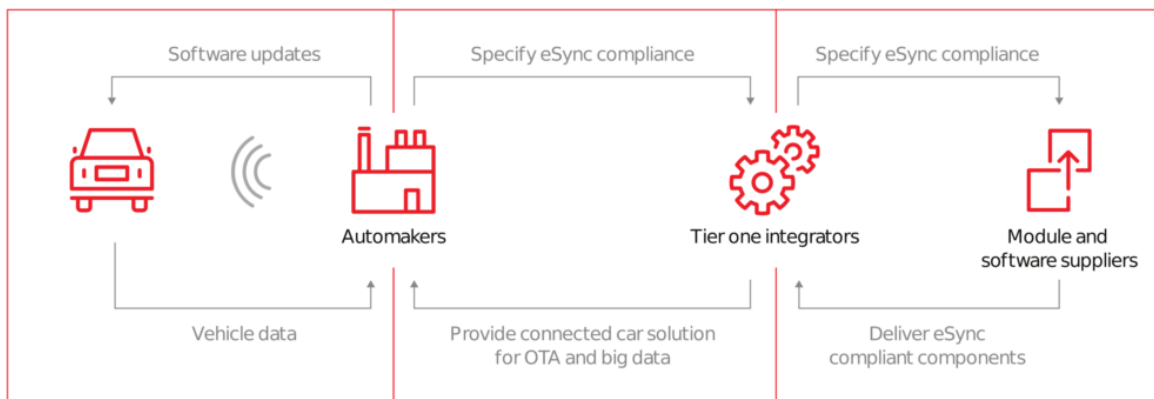 Software updates
Specify eSync compliance
Specify eSync compliance
Automakers
Tier one integrators
Module and
software suppliers
Vehicle data
Provide connected car solution
for OTA and big data
Deliver eSync
compliant components